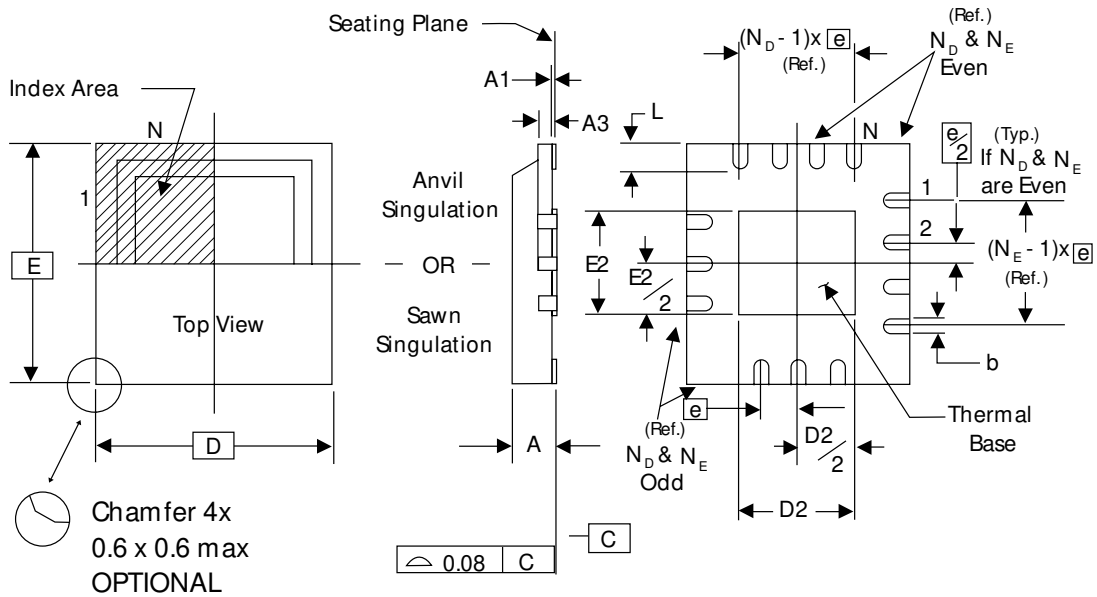 Seating Plane
Index Area
N
1
E
Top View
D
Chamfer 4x
0.6 x 0.6 max
OPTIONAL
A1
A3
Anvil
Singulation
OR
Sawn
Singulation
A
0.08 C
C
L
(N_D - 1)x e
(Ref.)
(Ref.)
N_D & N_E
Even
N
e/2
(Typ.)
If N_D & N_E
are Even
1
2
(N_E - 1)x e
(Ref.)
b
E2
E2/2
e
(Ref.)
N_D & N_E
Odd
D2/2
D2
Thermal
Base